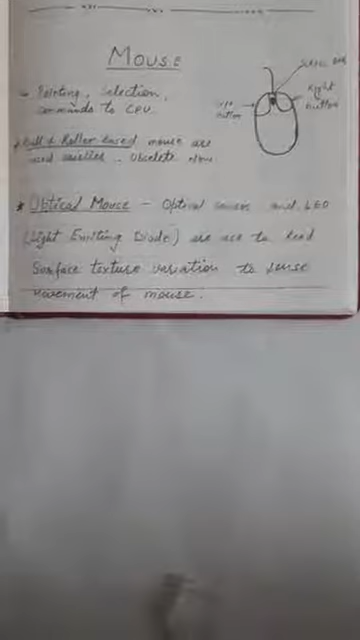 MOUSE
- Pointing, Selection,
commands to CPU.
Right
button
button
* Ball & Roller based mouse are
used earlier. Obsolete now.
* Optical Mouse - Optical and LED
(Light Emitting Diode) are use to read
Surface texture variation to sense
movement of mouse.